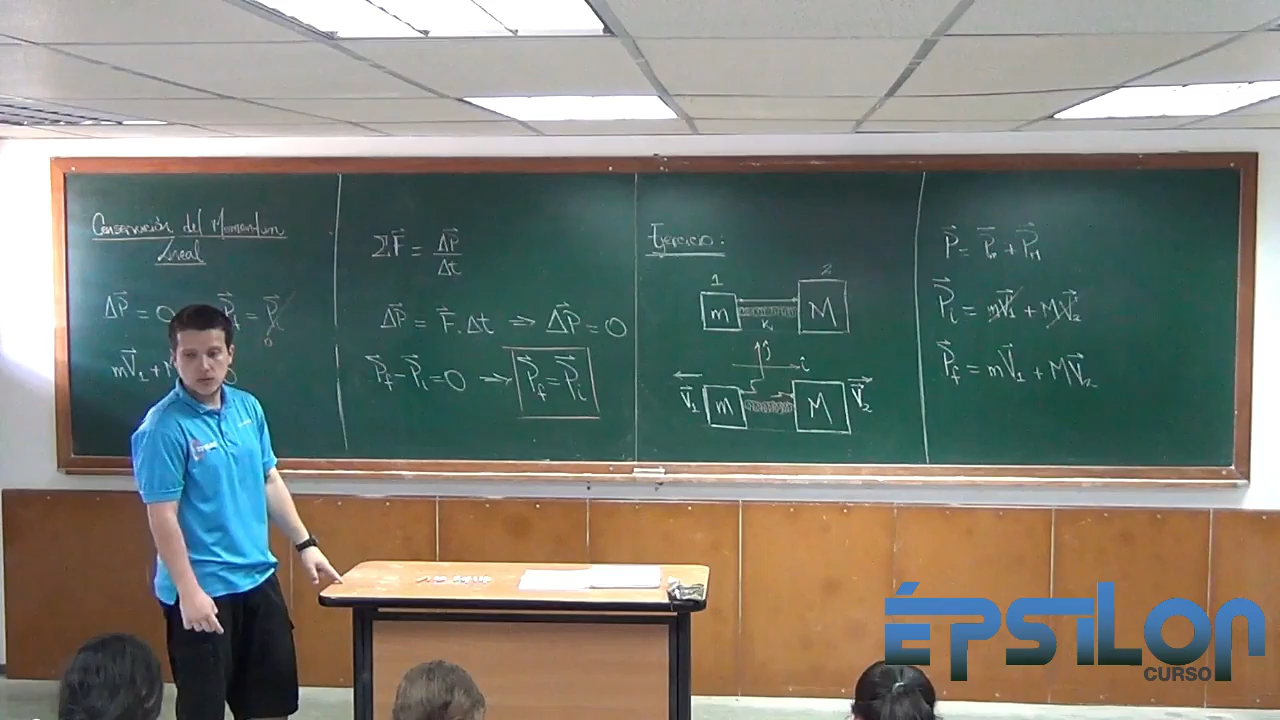 Conservación del Momentum
Lineal
ΔP⃗ = 0
P⃗f = P⃗i
0
mV⃗₁ + M
ΣF⃗ = ΔP⃗/Δt
ΔP⃗ = F⃗.Δt ⇒ ΔP⃗ = 0
P⃗f − P⃗i = 0 → P⃗f = P⃗i
Ejercicio:
1 2
m M
K
j
i
V⃗₁ m M V⃗₂
P⃗i = mV⃗₁ + MV⃗₂
P⃗f = mV⃗₁ + MV⃗₂
ÉPSILON
CURSO